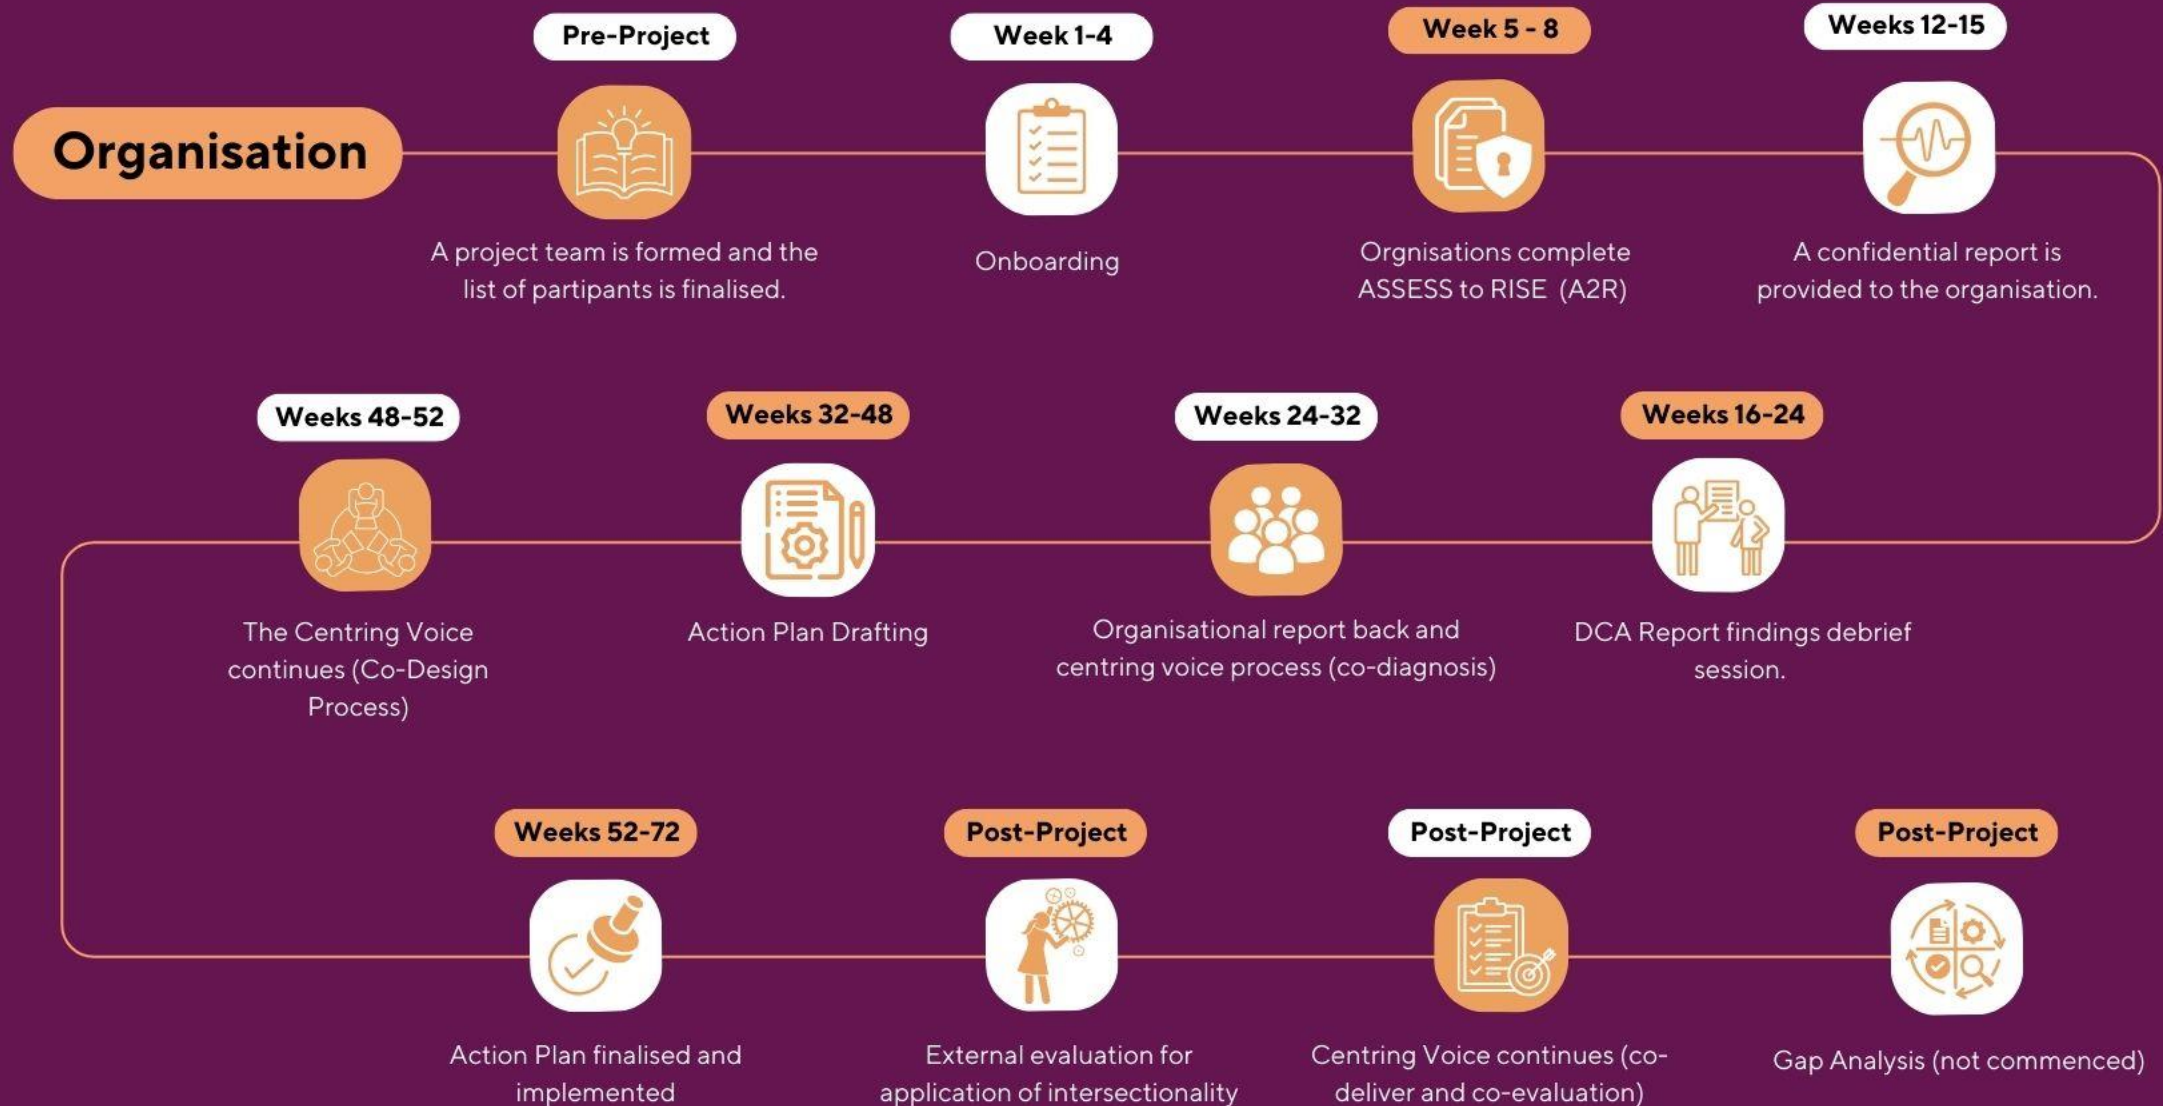 Organisation
Pre-Project
A project team is formed and the
list of partipants is finalised.
Week 1-4
Onboarding
Week 5 - 8
Orgnisations complete
ASSESS to RISE (A2R)
Weeks 12-15
A confidential report is
provided to the organisation.
Weeks 16-24
DCA Report findings debrief
session.
Weeks 24-32
Organisational report back and
centring voice process (co-diagnosis)
Weeks 32-48
Action Plan Drafting
Weeks 48-52
The Centring Voice
continues (Co-Design
Process)
Weeks 52-72
Action Plan finalised and
implemented
Post-Project
External evaluation for
application of intersectionality
Post-Project
Centring Voice continues (co-
deliver and co-evaluation)
Post-Project
Gap Analysis (not commenced)